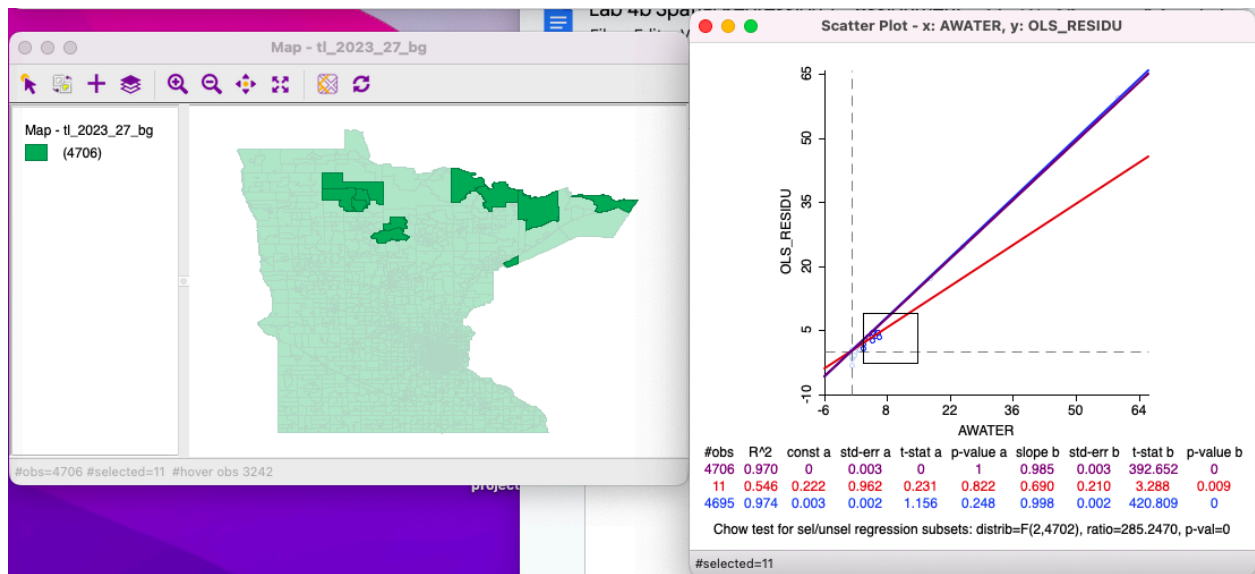 Map - tl_2023_27_bg
Map - tl_2023_27_bg
(4706)
#obs=4706 #selected=11 #hover obs 3242
project
Scatter Plot - x: AWATER, y: OLS_RESIDU
65
50
35
20
5
-10
OLS_RESIDU
-6 8 22 36 50 64
AWATER
#obs R^2 const a std-err a t-stat a p-value a slope b std-err b t-stat b p-value b
4706 0.970 0 0.003 0 1 0.985 0.003 392.652 0
11 0.546 0.222 0.962 0.231 0.822 0.690 0.210 3.288 0.009
4695 0.974 0.003 0.002 1.156 0.248 0.998 0.002 420.809 0
Chow test for sel/unsel regression subsets: distrib=F(2,4702), ratio=285.2470, p-val=0
#selected=11